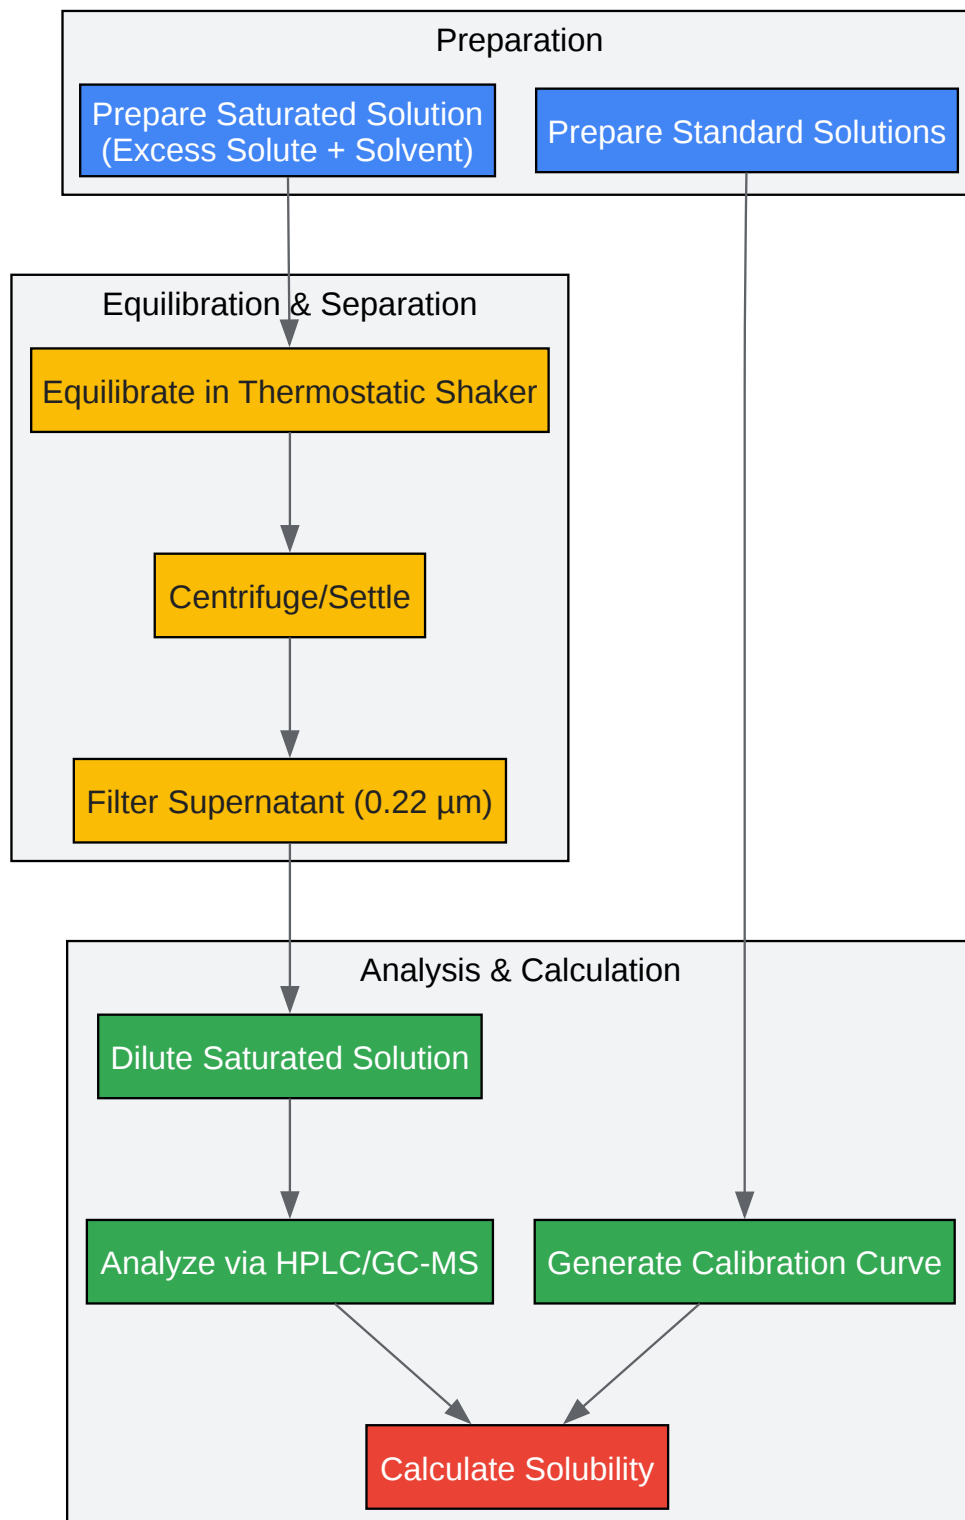 Preparation
Prepare Saturated Solution
(Excess Solute + Solvent)
Prepare Standard Solutions
Equilibration & Separation
Equilibrate in Thermostatic Shaker
Centrifuge/Settle
Filter Supernatant (0.22 µm)
Analysis & Calculation
Dilute Saturated Solution
Analyze via HPLC/GC-MS
Generate Calibration Curve
Calculate Solubility